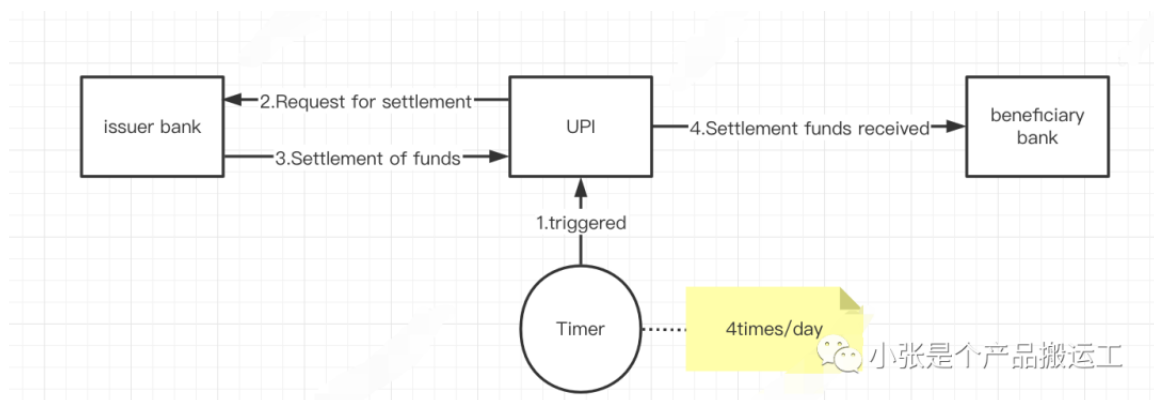 2.Request for settlement
issuer bank
UPI
4.Settlement funds received
beneficiary
bank
3.Settlement of funds
1.triggered
Timer
4times/day
小张是个产品搬运工